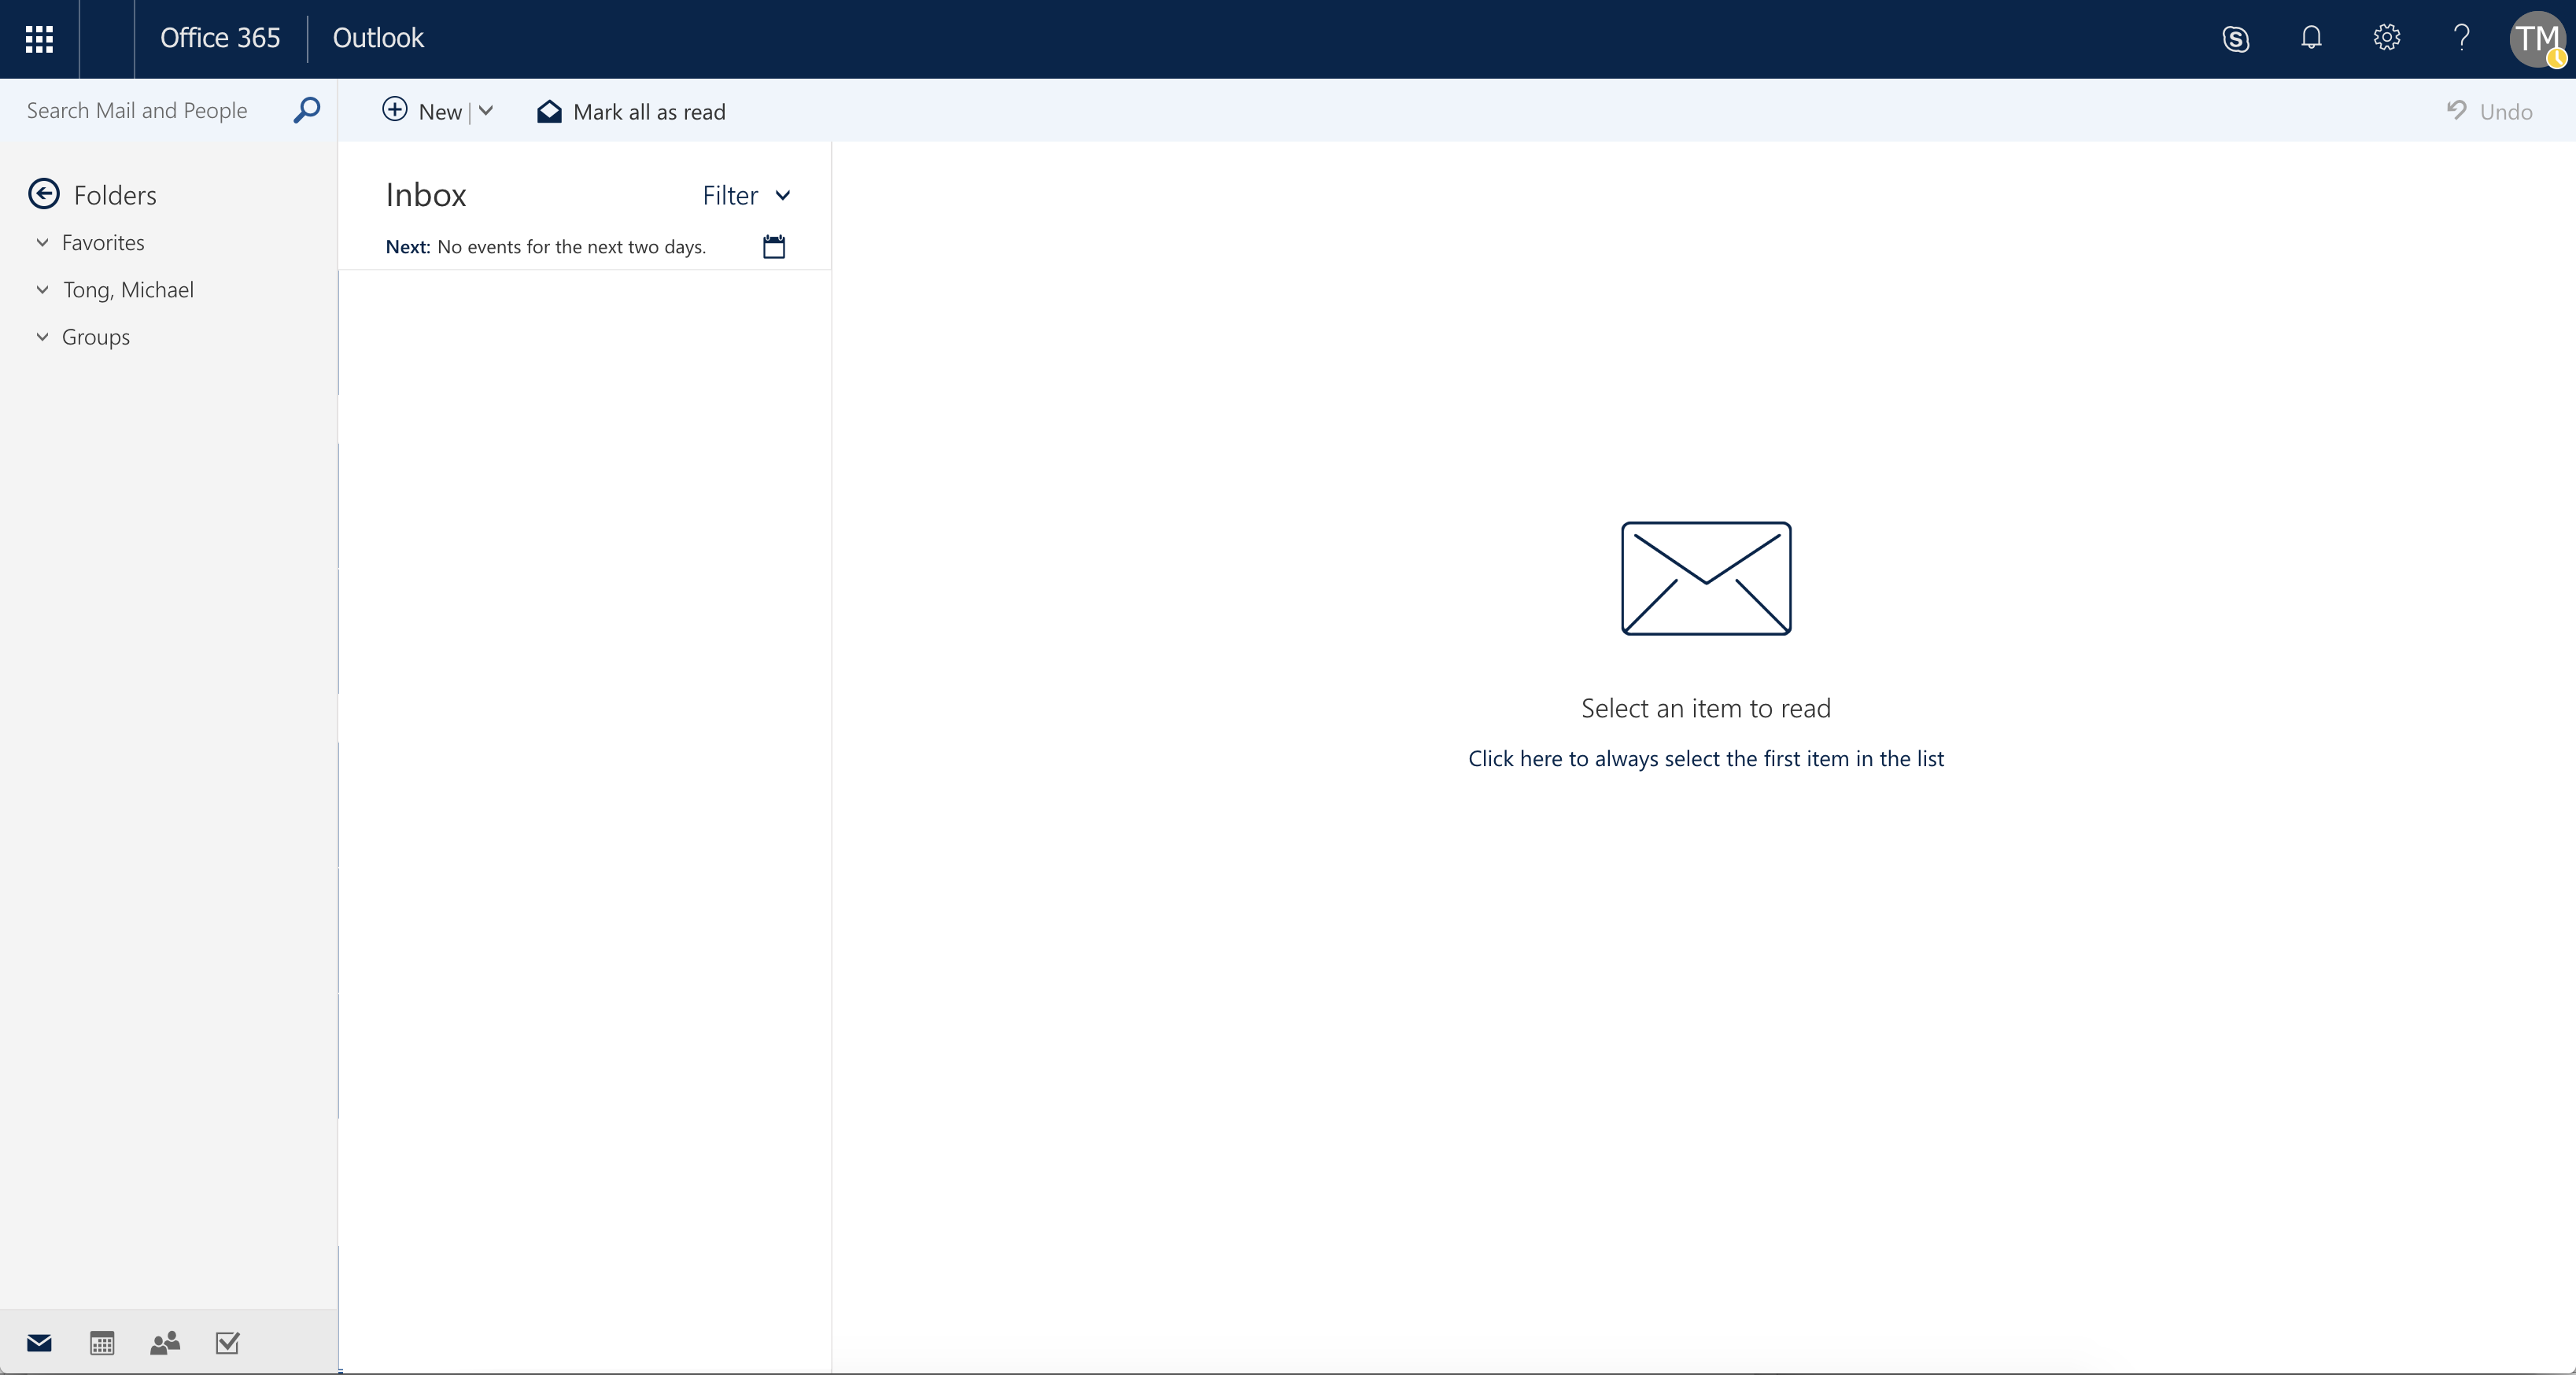 Office 365
Outlook
TM
Search Mail and People
New
Mark all as read
Undo
Folders
Favorites
Tong, Michael
Groups
Inbox
Filter
Next: No events for the next two days.
Select an item to read
Click here to always select the first item in the list